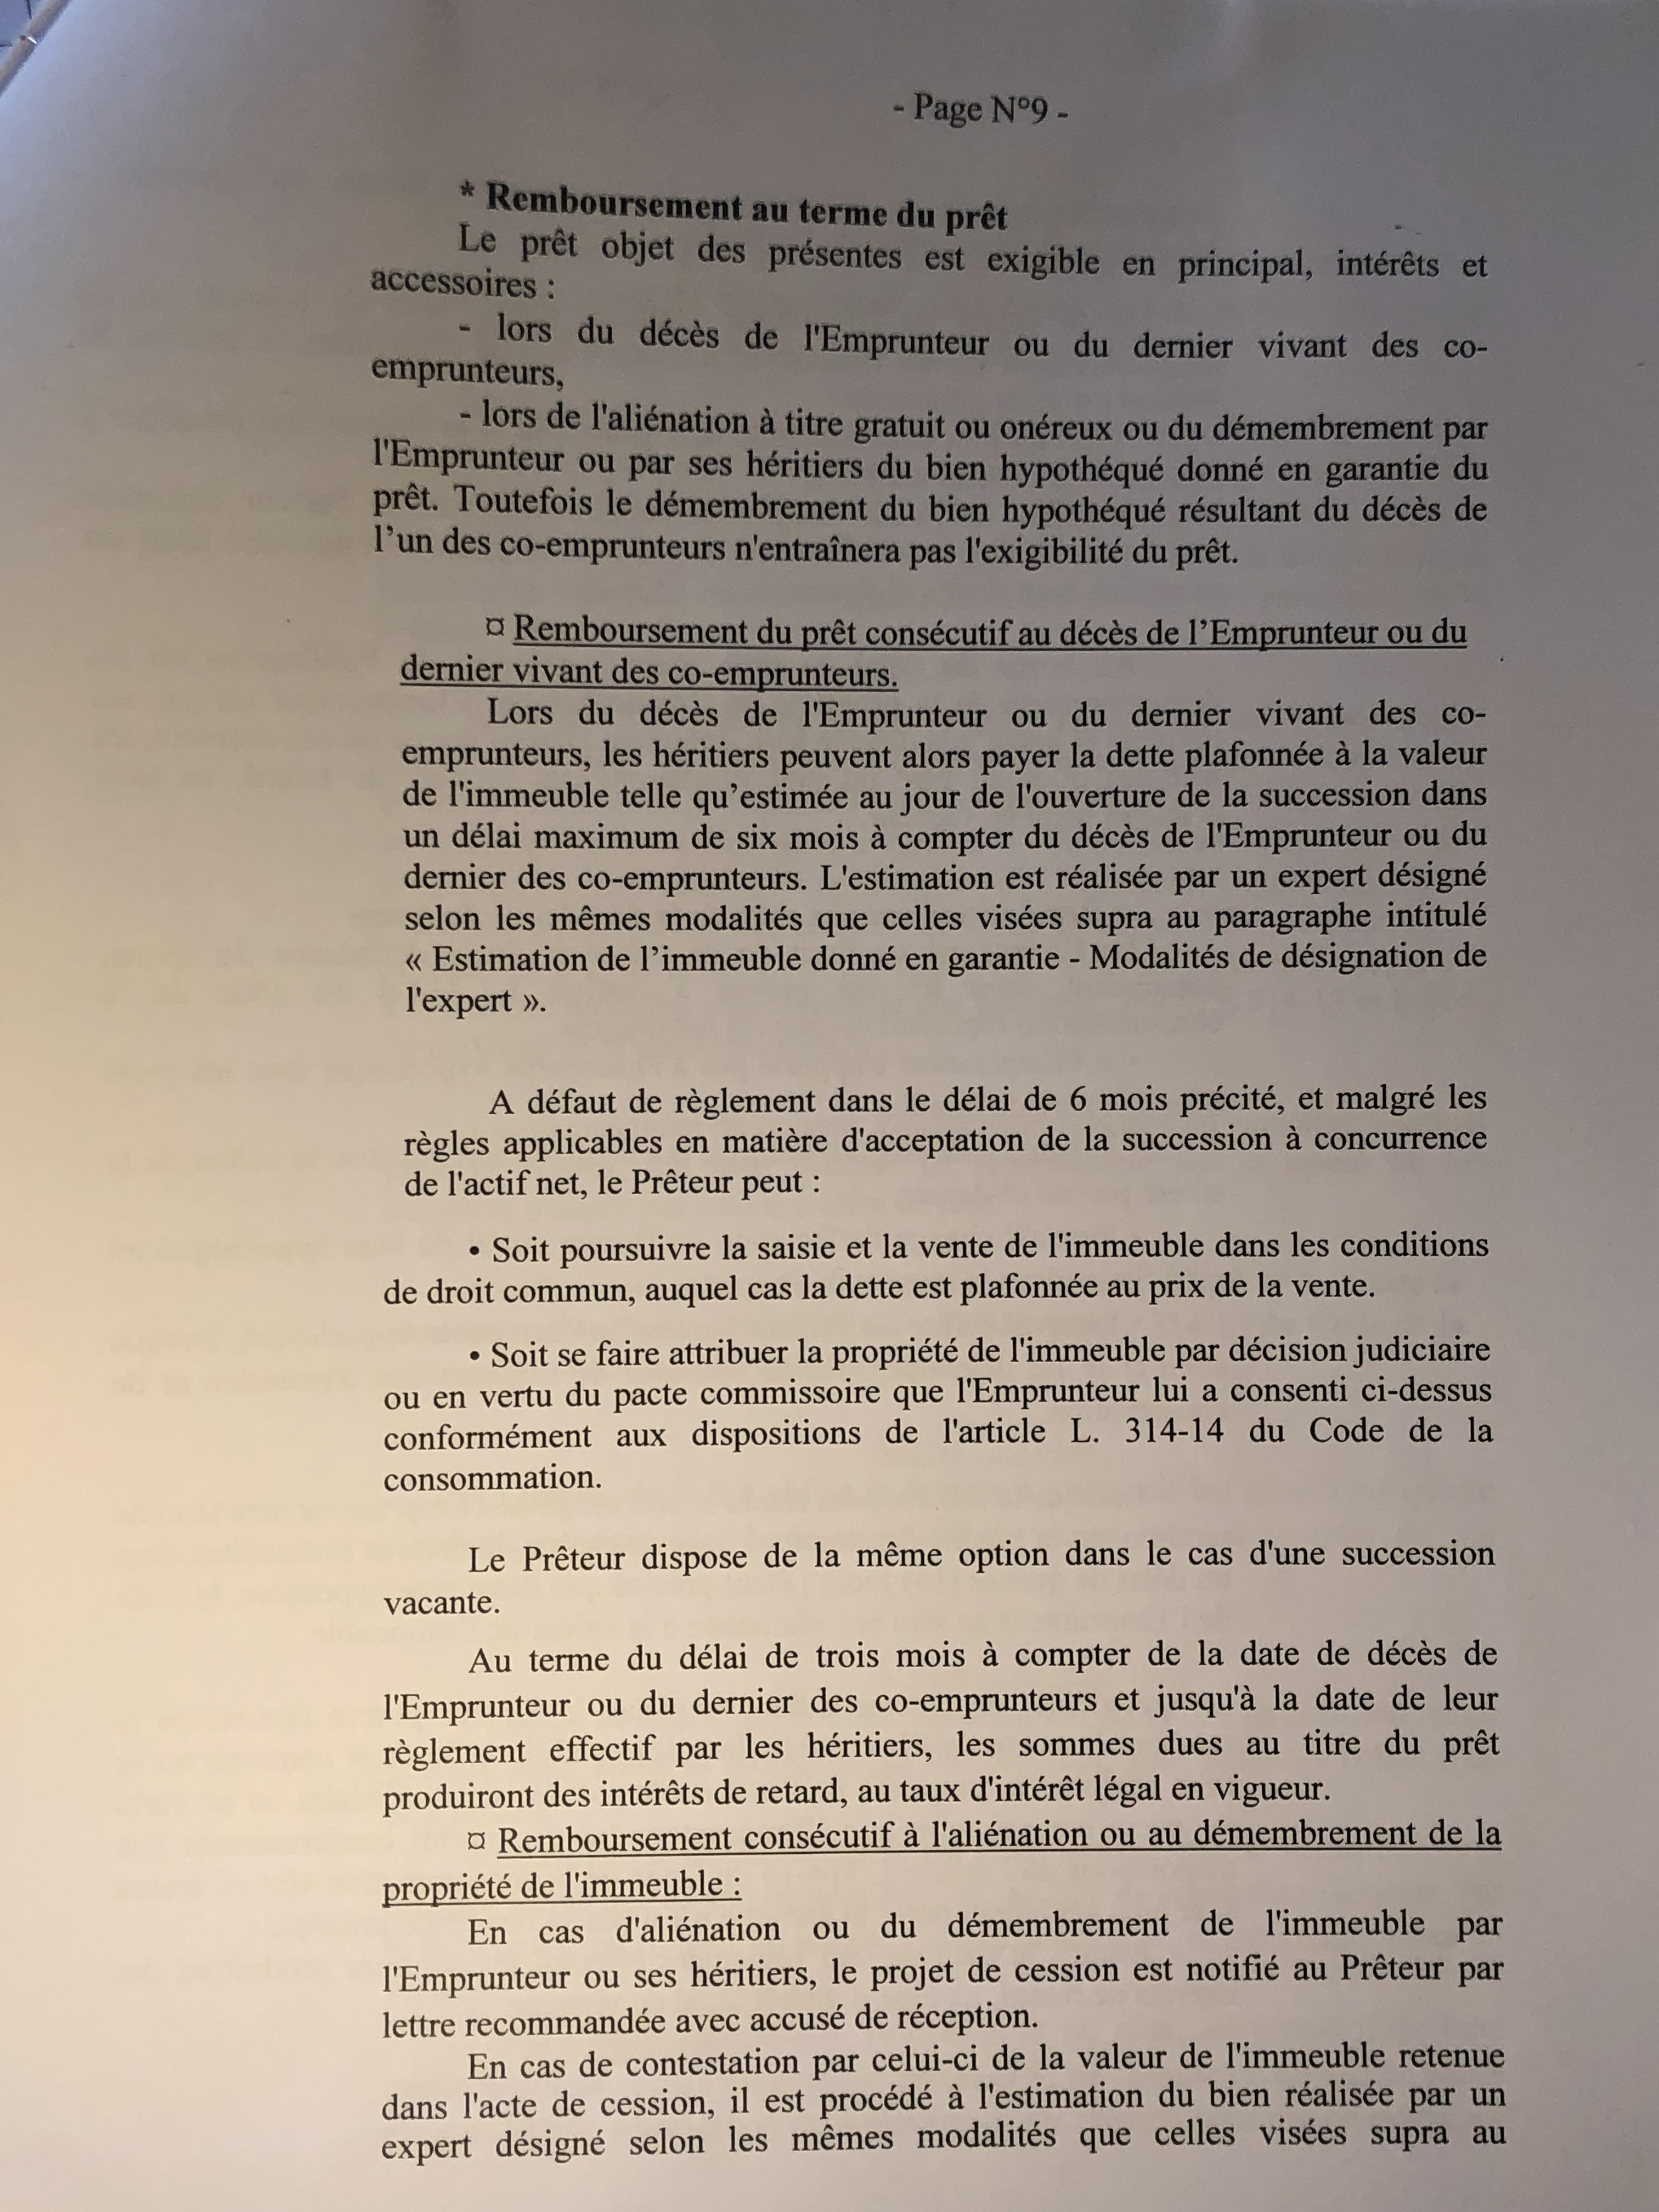 - Page N°9 -
* Remboursement au terme du prêt
Le prêt objet des présentes est exigible en principal, intérêts et
accessoires :
- lors du décès de l'Emprunteur ou du dernier vivant des co-
emprunteurs,
- lors de l'aliénation à titre gratuit ou onéreux ou du démembrement par
l'Emprunteur ou par ses héritiers du bien hypothéqué donné en garantie du
prêt. Toutefois le démembrement du bien hypothéqué résultant du décès de
l’un des co-emprunteurs n'entraînera pas l'exigibilité du prêt.
¤ Remboursement du prêt consécutif au décès de l’Emprunteur ou du
dernier vivant des co-emprunteurs.
Lors du décès de l'Emprunteur ou du dernier vivant des co-
emprunteurs, les héritiers peuvent alors payer la dette plafonnée à la valeur
de l'immeuble telle qu’estimée au jour de l'ouverture de la succession dans
un délai maximum de six mois à compter du décès de l'Emprunteur ou du
dernier des co-emprunteurs. L'estimation est réalisée par un expert désigné
selon les mêmes modalités que celles visées supra au paragraphe intitulé
« Estimation de l’immeuble donné en garantie - Modalités de désignation de
l'expert ».
A défaut de règlement dans le délai de 6 mois précité, et malgré les
règles applicables en matière d'acceptation de la succession à concurrence
de l'actif net, le Prêteur peut :
• Soit poursuivre la saisie et la vente de l'immeuble dans les conditions
de droit commun, auquel cas la dette est plafonnée au prix de la vente.
• Soit se faire attribuer la propriété de l'immeuble par décision judiciaire
ou en vertu du pacte commissoire que l'Emprunteur lui a consenti ci-dessus
conformément aux dispositions de l'article L. 314-14 du Code de la
consommation.
Le Prêteur dispose de la même option dans le cas d'une succession
vacante.
Au terme du délai de trois mois à compter de la date de décès de
l'Emprunteur ou du dernier des co-emprunteurs et jusqu'à la date de leur
règlement effectif par les héritiers, les sommes dues au titre du prêt
produiront des intérêts de retard, au taux d'intérêt légal en vigueur.
¤ Remboursement consécutif à l'aliénation ou au démembrement de la
propriété de l'immeuble :
En cas d'aliénation ou du démembrement de l'immeuble par
l'Emprunteur ou ses héritiers, le projet de cession est notifié au Prêteur par
lettre recommandée avec accusé de réception.
En cas de contestation par celui-ci de la valeur de l'immeuble retenue
dans l'acte de cession, il est procédé à l'estimation du bien réalisée par un
expert désigné selon les mêmes modalités que celles visées supra au